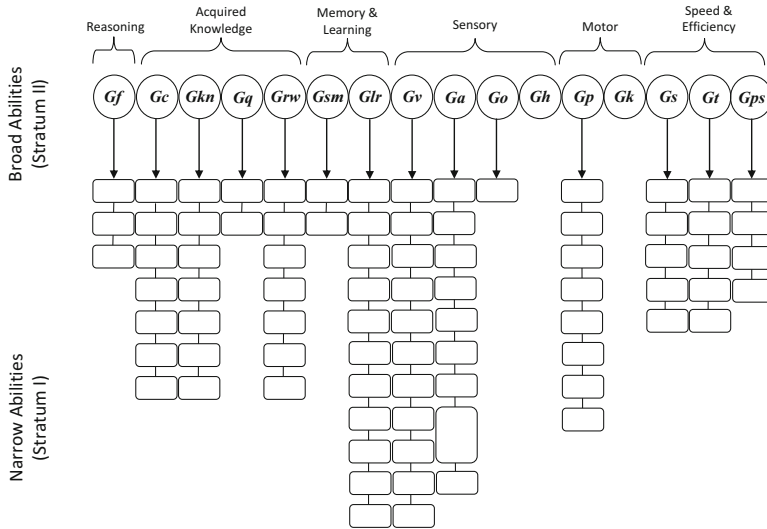 Reasoning
Acquired
Knowledge
Memory &
Learning
Sensory
Motor
Speed &
Efficiency
Broad Abilities
(Stratum II)
Gf
Gc
Gkn
Gq
Grw
Gsm
Glr
Gv
Ga
Go
Gh
Gp
Gk
Gs
Gt
Gps
Narrow Abilities
(Stratum I)